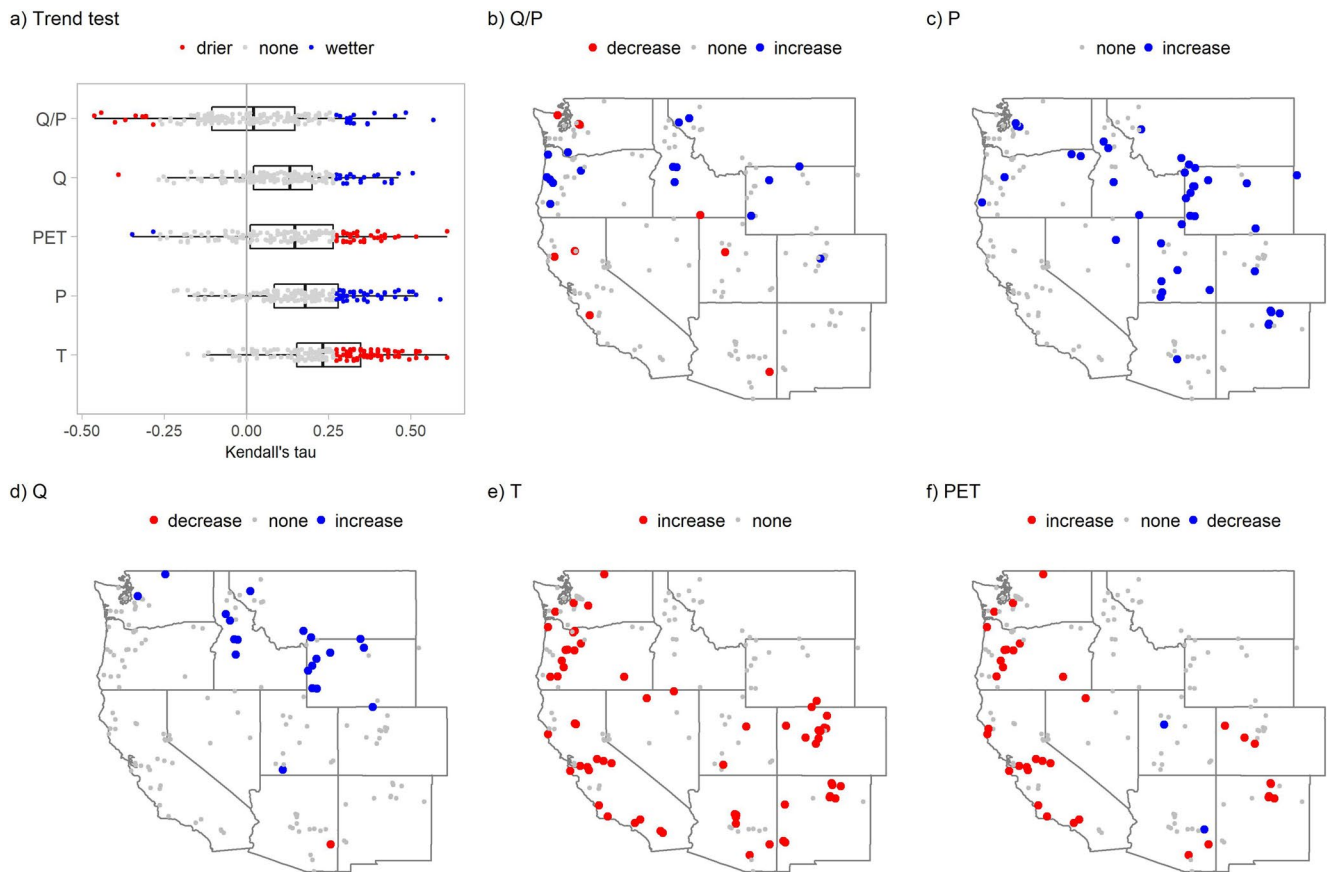 a) Trend test
drier none wetter
Q/P
Q
PET
P
T
-0.50 -0.25 0.00 0.25 0.50
Kendall's tau
b) Q/P
decrease none increase
c) P
none increase
d) Q
decrease none increase
e) T
increase none
f) PET
increase none decrease